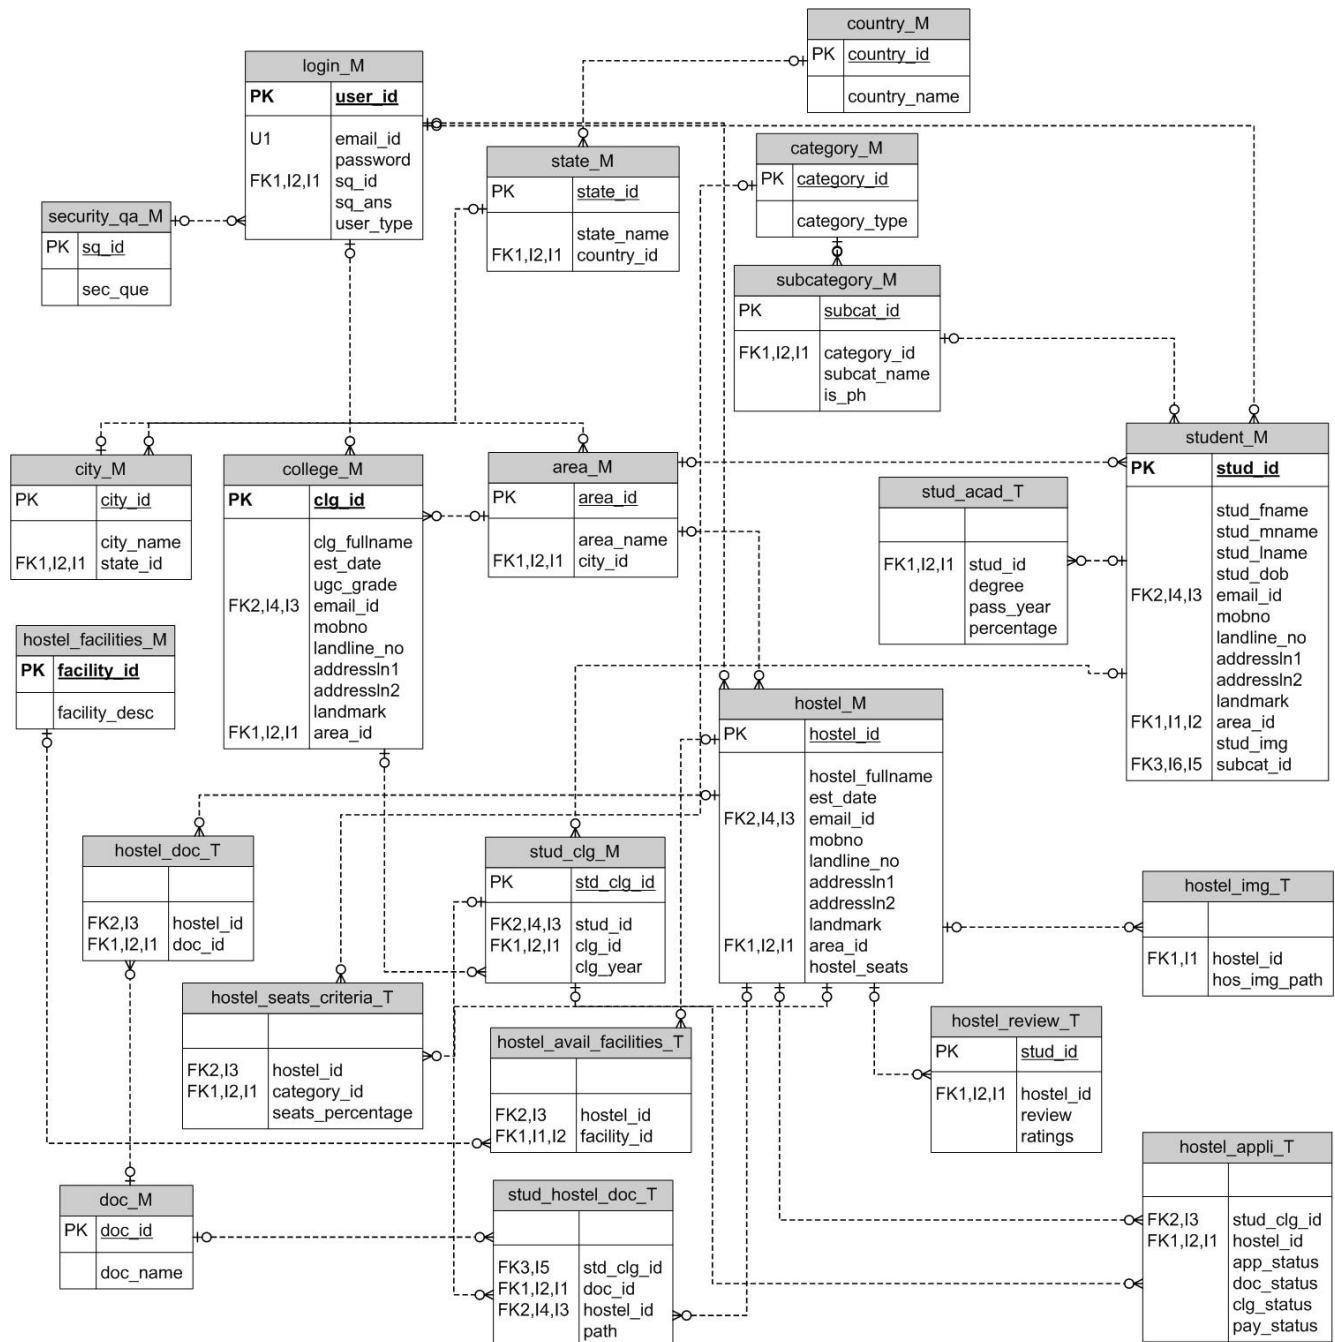 country_M
PK country_id
country_name
login_M
PK user_id
U1 email_id
password
FK1,I2,I1 sq_id
sq_ans
user_type
state_M
PK state_id
state_name
FK1,I2,I1 country_id
category_M
PK category_id
category_type
security_qa_M
PK sq_id
sec_que
subcategory_M
PK subcat_id
FK1,I2,I1 category_id
subcat_name
is_ph
city_M
PK city_id
city_name
FK1,I2,I1 state_id
college_M
PK clg_id
clg_fullname
est_date
ugc_grade
FK2,I4,I3 email_id
mobno
landline_no
addressln1
addressln2
landmark
FK1,I2,I1 area_id
area_M
PK area_id
area_name
FK1,I2,I1 city_id
student_M
PK stud_id
stud_fname
stud_mname
stud_lname
stud_dob
FK2,I4,I3 email_id
mobno
landline_no
addressln1
addressln2
landmark
FK1,I1,I2 area_id
stud_img
FK3,I6,I5 subcat_id
stud_acad_T
FK1,I2,I1 stud_id
degree
pass_year
percentage
hostel_facilities_M
PK facility_id
facility_desc
hostel_M
PK hostel_id
hostel_fullname
est_date
FK2,I4,I3 email_id
mobno
landline_no
addressln1
addressln2
landmark
FK1,I2,I1 area_id
hostel_seats
hostel_doc_T
FK2,I3 hostel_id
FK1,I2,I1 doc_id
stud_clg_M
PK std_clg_id
FK2,I4,I3 stud_id
FK1,I2,I1 clg_id
clg_year
hostel_img_T
FK1,I1 hostel_id
hos_img_path
hostel_seats_criteria_T
FK2,I3 hostel_id
FK1,I2,I1 category_id
seats_percentage
hostel_avail_facilities_T
FK2,I3 hostel_id
FK1,I1,I2 facility_id
hostel_review_T
PK stud_id
FK1,I2,I1 hostel_id
review
ratings
hostel_appli_T
FK2,I3 stud_clg_id
FK1,I2,I1 hostel_id
app_status
doc_status
clg_status
pay_status
doc_M
PK doc_id
doc_name
stud_hostel_doc_T
FK3,I5 std_clg_id
FK1,I2,I1 doc_id
FK2,I4,I3 hostel_id
path